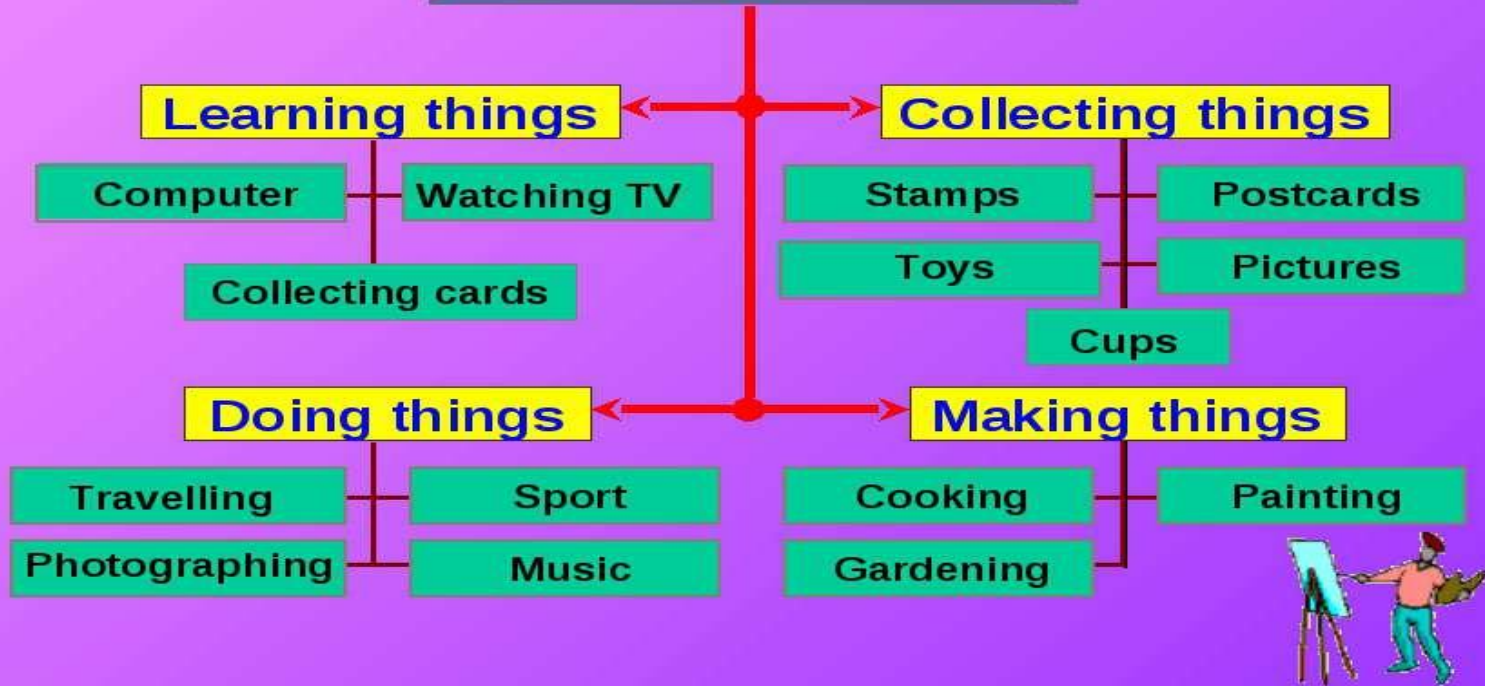 Learning things
Collecting things
Computer
Watching TV
Collecting cards
Stamps
Postcards
Toys
Pictures
Cups
Doing things
Making things
Travelling
Sport
Photographing
Music
Cooking
Painting
Gardening